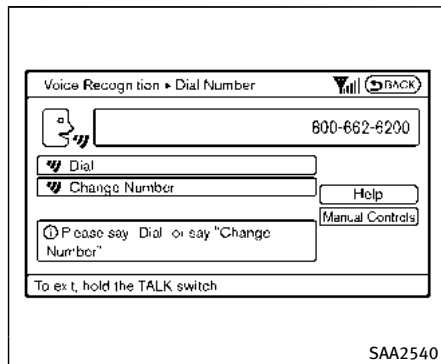 Voice Recognition ▸ Dial Number BACK
800-662-6200
Dial
Change Number
Help
Manual Controls
Please say Dial or say "Change
Number"
To exit, hold the TALK switch
SAA2540